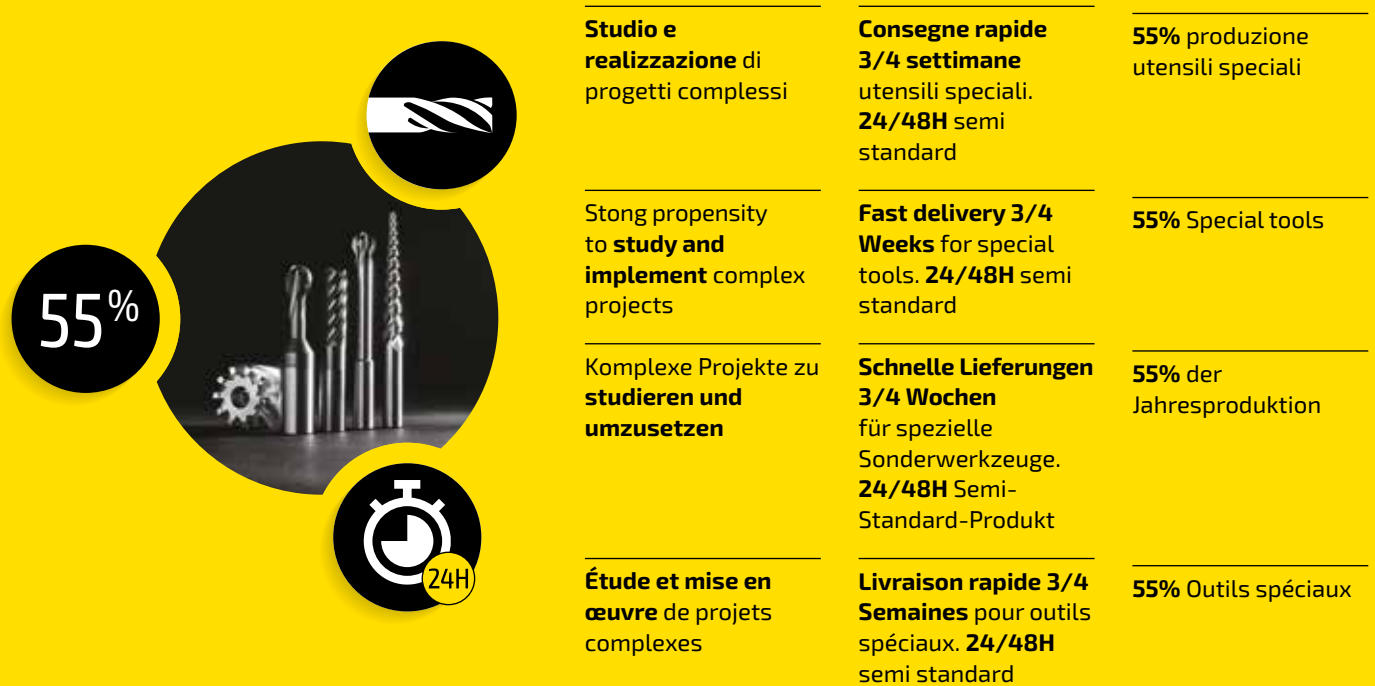 55%
24H
Studio e
realizzazione di
progetti complessi
Consegne rapide
3/4 settimane
utensili speciali.
24/48H semi
standard
55% produzione
utensili speciali
Stong propensity
to study and
implement complex
projects
Fast delivery 3/4
Weeks for special
tools. 24/48H semi
standard
55% Special tools
Komplexe Projekte zu
studieren und
umzusetzen
Schnelle Lieferungen
3/4 Wochen
für spezielle
Sonderwerkzeuge.
24/48H Semi-
Standard-Produkt
55% der
Jahresproduktion
Étude et mise en
œuvre de projets
complexes
Livraison rapide 3/4
Semaines pour outils
spéciaux. 24/48H
semi standard
55% Outils spéciaux